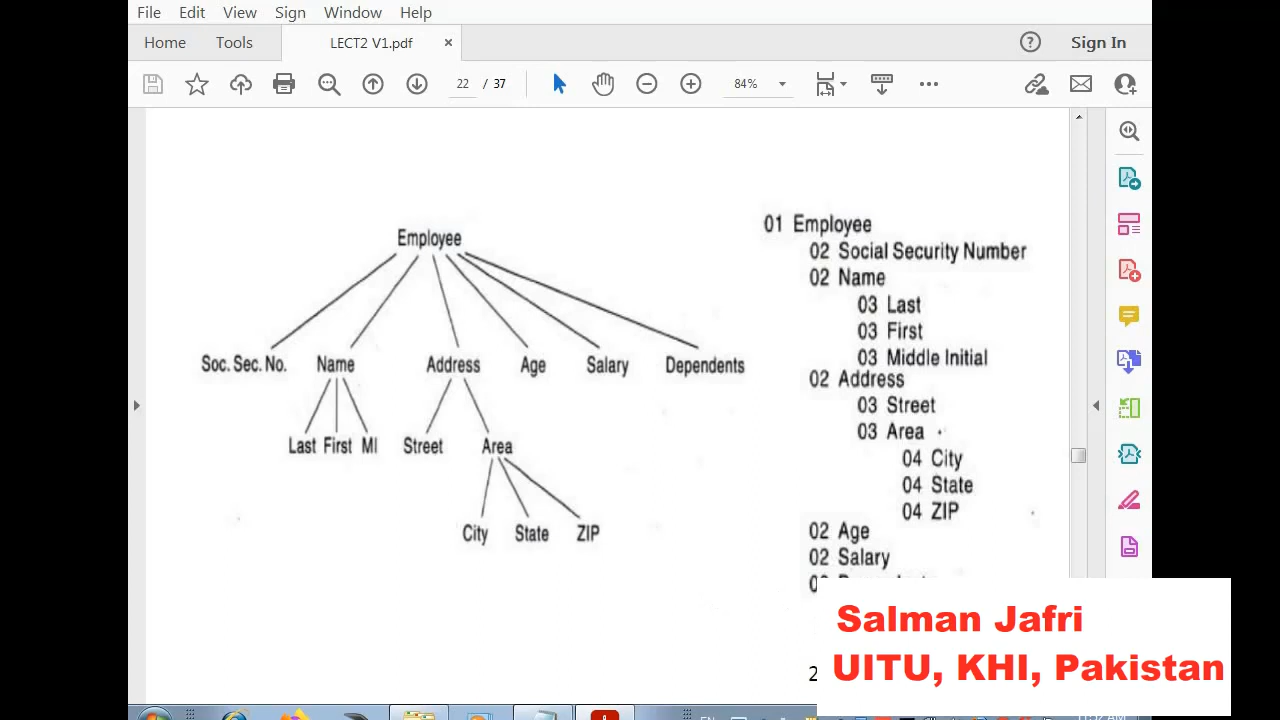 File Edit View Sign Window Help
Home Tools LECT2 V1.pdf × ? Sign In
22 / 37 84%
Employee
Soc. Sec. No. Name Address Age Salary Dependents
Last First MI Street Area
City State ZIP
01 Employee
02 Social Security Number
02 Name
03 Last
03 First
03 Middle Initial
02 Address
03 Street
03 Area
04 City
04 State
04 ZIP
02 Age
02 Salary
Salman Jafri
UITU, KHI, Pakistan
EN